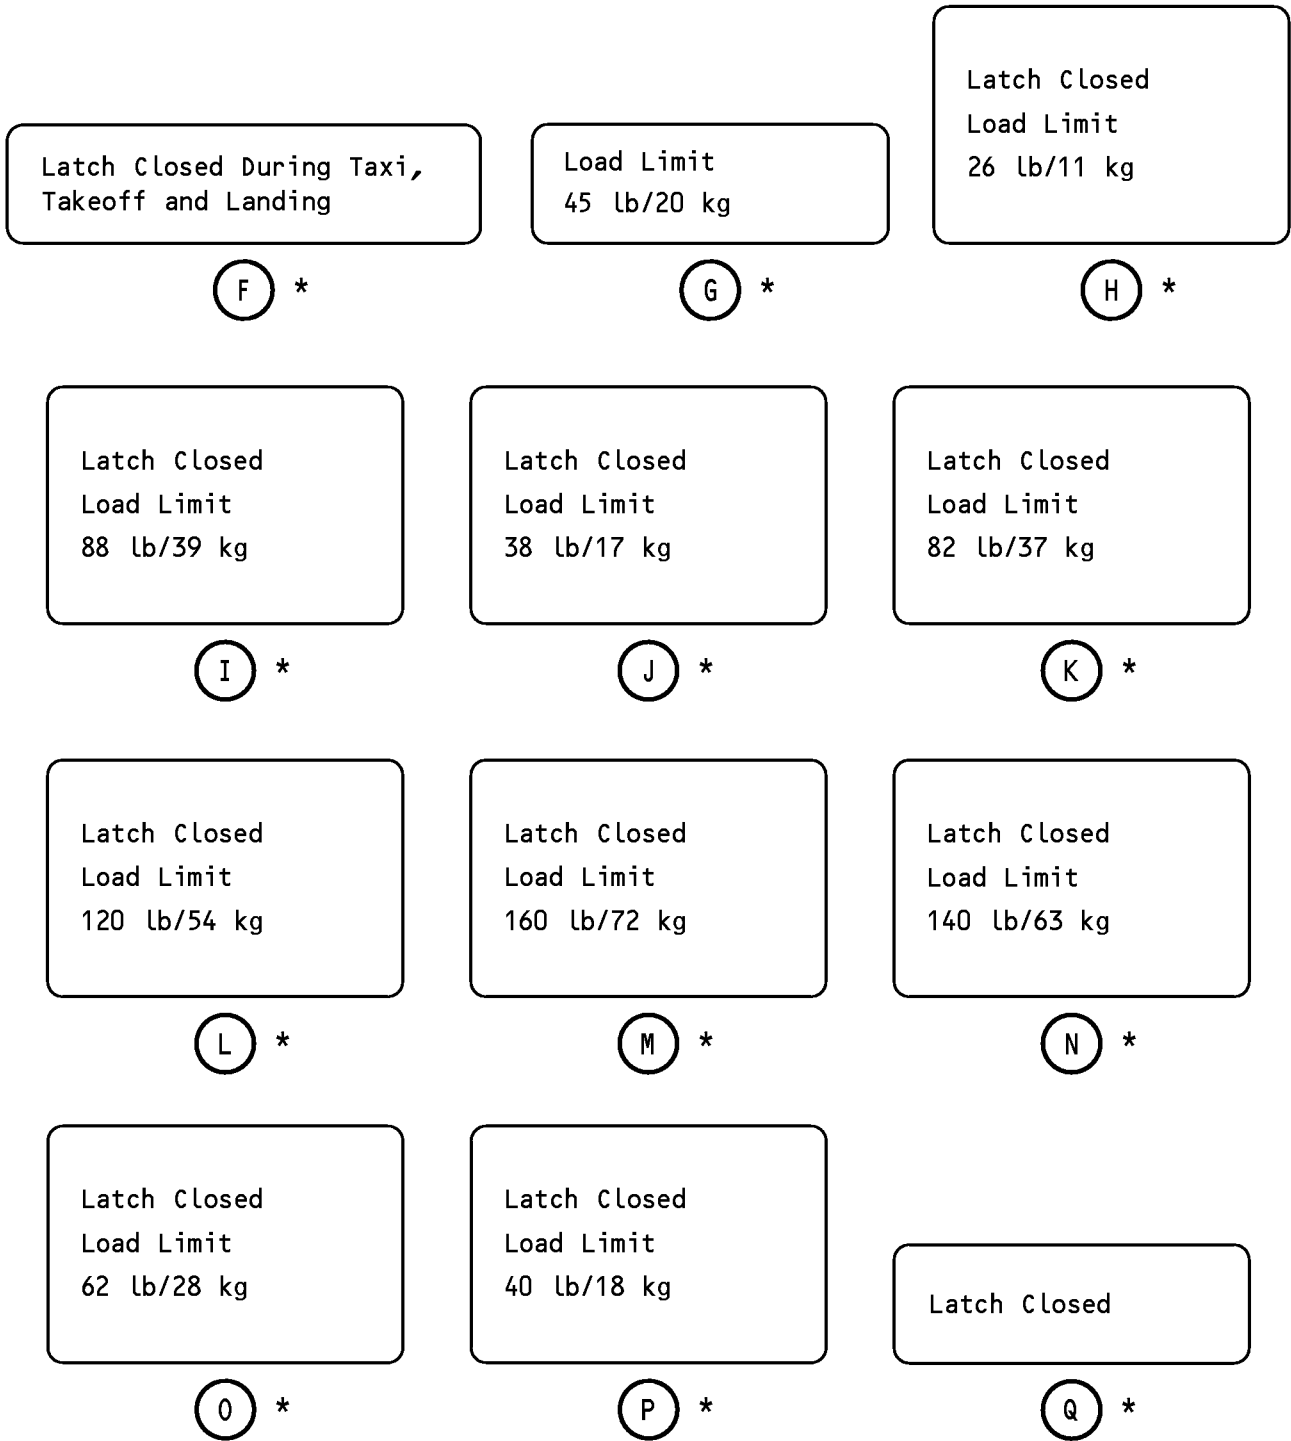 Latch Closed During Taxi,
Takeoff and Landing
F *
Load Limit
45 lb/20 kg
G *
Latch Closed
Load Limit
26 lb/11 kg
H *
Latch Closed
Load Limit
88 lb/39 kg
I *
Latch Closed
Load Limit
38 lb/17 kg
J *
Latch Closed
Load Limit
82 lb/37 kg
K *
Latch Closed
Load Limit
120 lb/54 kg
L *
Latch Closed
Load Limit
160 lb/72 kg
M *
Latch Closed
Load Limit
140 lb/63 kg
N *
Latch Closed
Load Limit
62 lb/28 kg
O *
Latch Closed
Load Limit
40 lb/18 kg
P *
Latch Closed
Q *